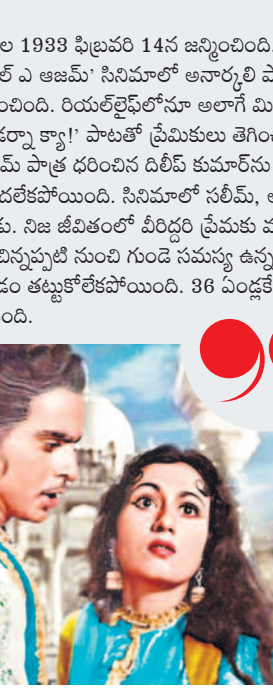 ల 1933 ఫిబ్రవరి 14న జన్మించింది.
ల్ ఎ ఆజమ్' సినిమాలో అనార్కలి పా
చింది. రియల్‌లైఫ్‌లోనూ అలాగే మి
డర్నా క్యా!' పాటతో ప్రేమికులు తెగించ
మ్ పాత్ర ధరించిన దిలీప్ కుమార్‌ను
దలేకపోయింది. సినిమాలో సలీమ్, అ
డు. నిజ జీవితంలో వీరిద్దరి ప్రేమకు మ
చిన్నప్పటి నుంచి గుండె సమస్య ఉన్న
డం తట్టుకోలేకపోయింది. 36 ఏండ్లకే
ంది.